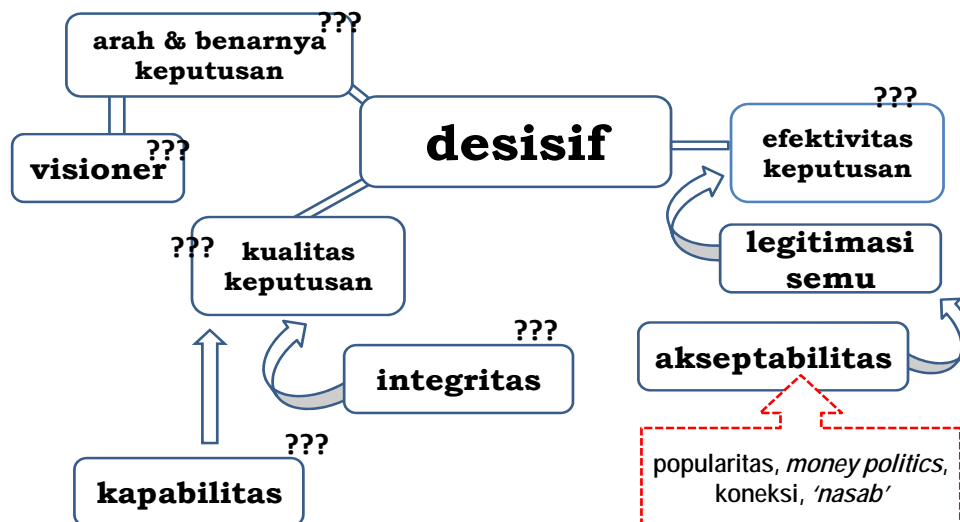 ???
arah & benarnya
keputusan
???
visioner
desisif
???
efektivitas
keputusan
???
kualitas
keputusan
legitimasi
semu
???
integritas
akseptabilitas
???
kapabilitas
popularitas, money politics,
koneksi, ‘nasab’